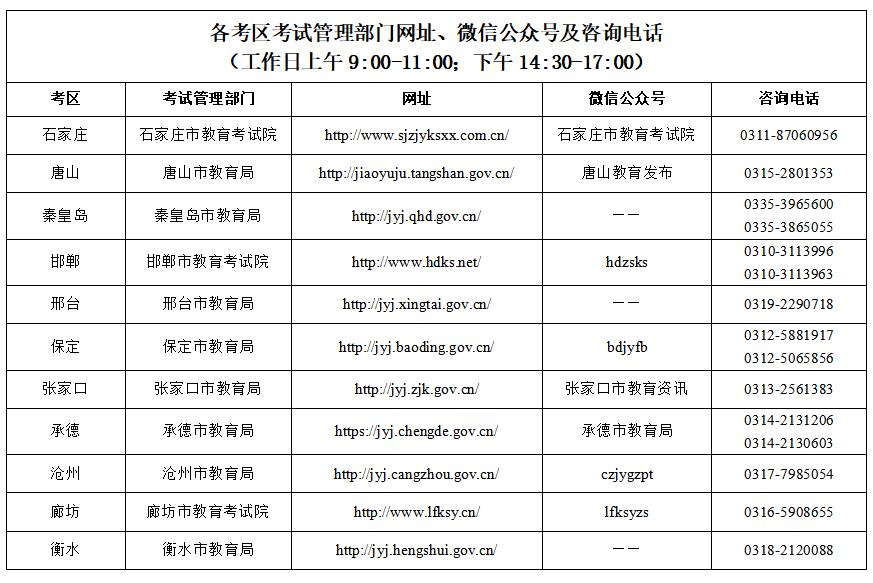 各考区考试管理部门网址、微信公众号及咨询电话
（工作日上午 9:00-11:00；下午 14:30-17:00）
考区 考试管理部门 网址 微信公众号 咨询电话
石家庄 石家庄市教育考试院 http://www.sjzjyksxx.com.cn/ 石家庄市教育考试院 0311-87060956
唐山 唐山市教育局 http://jiaoyuju.tangshan.gov.cn/ 唐山教育发布 0315-2801353
秦皇岛 秦皇岛市教育局 http://jyj.qhd.gov.cn/ —— 0335-3965600
0335-3865055
邯郸 邯郸市教育考试院 http://www.hdks.net/ hdzsks 0310-3113996
0310-3113963
邢台 邢台市教育局 http://jyj.xingtai.gov.cn/ —— 0319-2290718
保定 保定市教育局 http://jyj.baoding.gov.cn/ bdjyfb 0312-5881917
0312-5065856
张家口 张家口市教育局 http://jyj.zjk.gov.cn/ 张家口市教育资讯 0313-2561383
承德 承德市教育局 https://jyj.chengde.gov.cn/ 承德市教育局 0314-2131206
0314-2130603
沧州 沧州市教育局 http://jyj.cangzhou.gov.cn/ czjygzpt 0317-7985054
廊坊 廊坊市教育考试院 http://www.lfksy.cn/ lfksyzs 0316-5908655
衡水 衡水市教育局 http://jyj.hengshui.gov.cn/ —— 0318-2120088